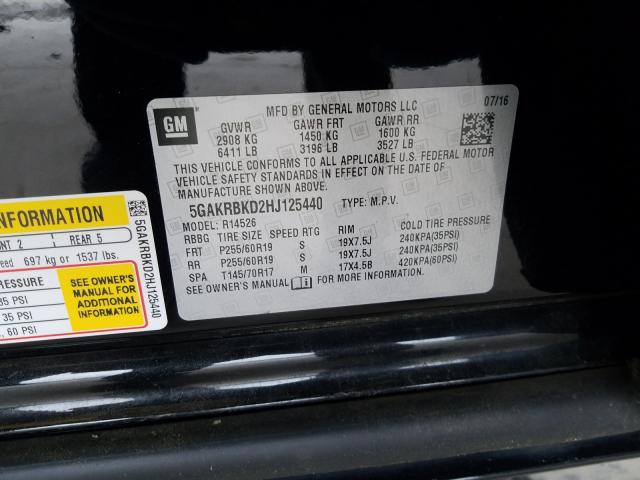 GM
MFD BY GENERAL MOTORS LLC
07/16
GVWR GAWR FRT GAWR RR
2908 KG 1450 KG 1600 KG
6411 LB 3196 LB 3527 LB
THIS VEHICLE CONFORMS TO ALL APPLICABLE U.S. FEDERAL MOTOR
VEHICLE SAFETY STANDARDS IN EFFECT ON THE DATE OF
MANUFACTURE SHOWN ABOVE.
5GAKRBKD2HJ125440 TYPE: M.P.V.
MODEL: R14526
RBBG TIRE SIZE SPEED RTG RIM COLD TIRE PRESSURE
FRT P255/60R19 S 19X7.5J 240KPA(35PSI)
RR P255/60R19 S 19X7.5J 240KPA(35PSI)
SPA T145/70R17 M 17X4.5B 420KPA(60PSI)
SEE OWNER'S MANUAL FOR MORE INFORMATION.
INFORMATION
2 REAR 5
697 kg or 1537 lbs.
PRESSURE
35 PSI
35 PSI
60 PSI
SEE OWNER'S
MANUAL FOR
ADDITIONAL
INFORMATION
5GAKRBKD2HJ125440